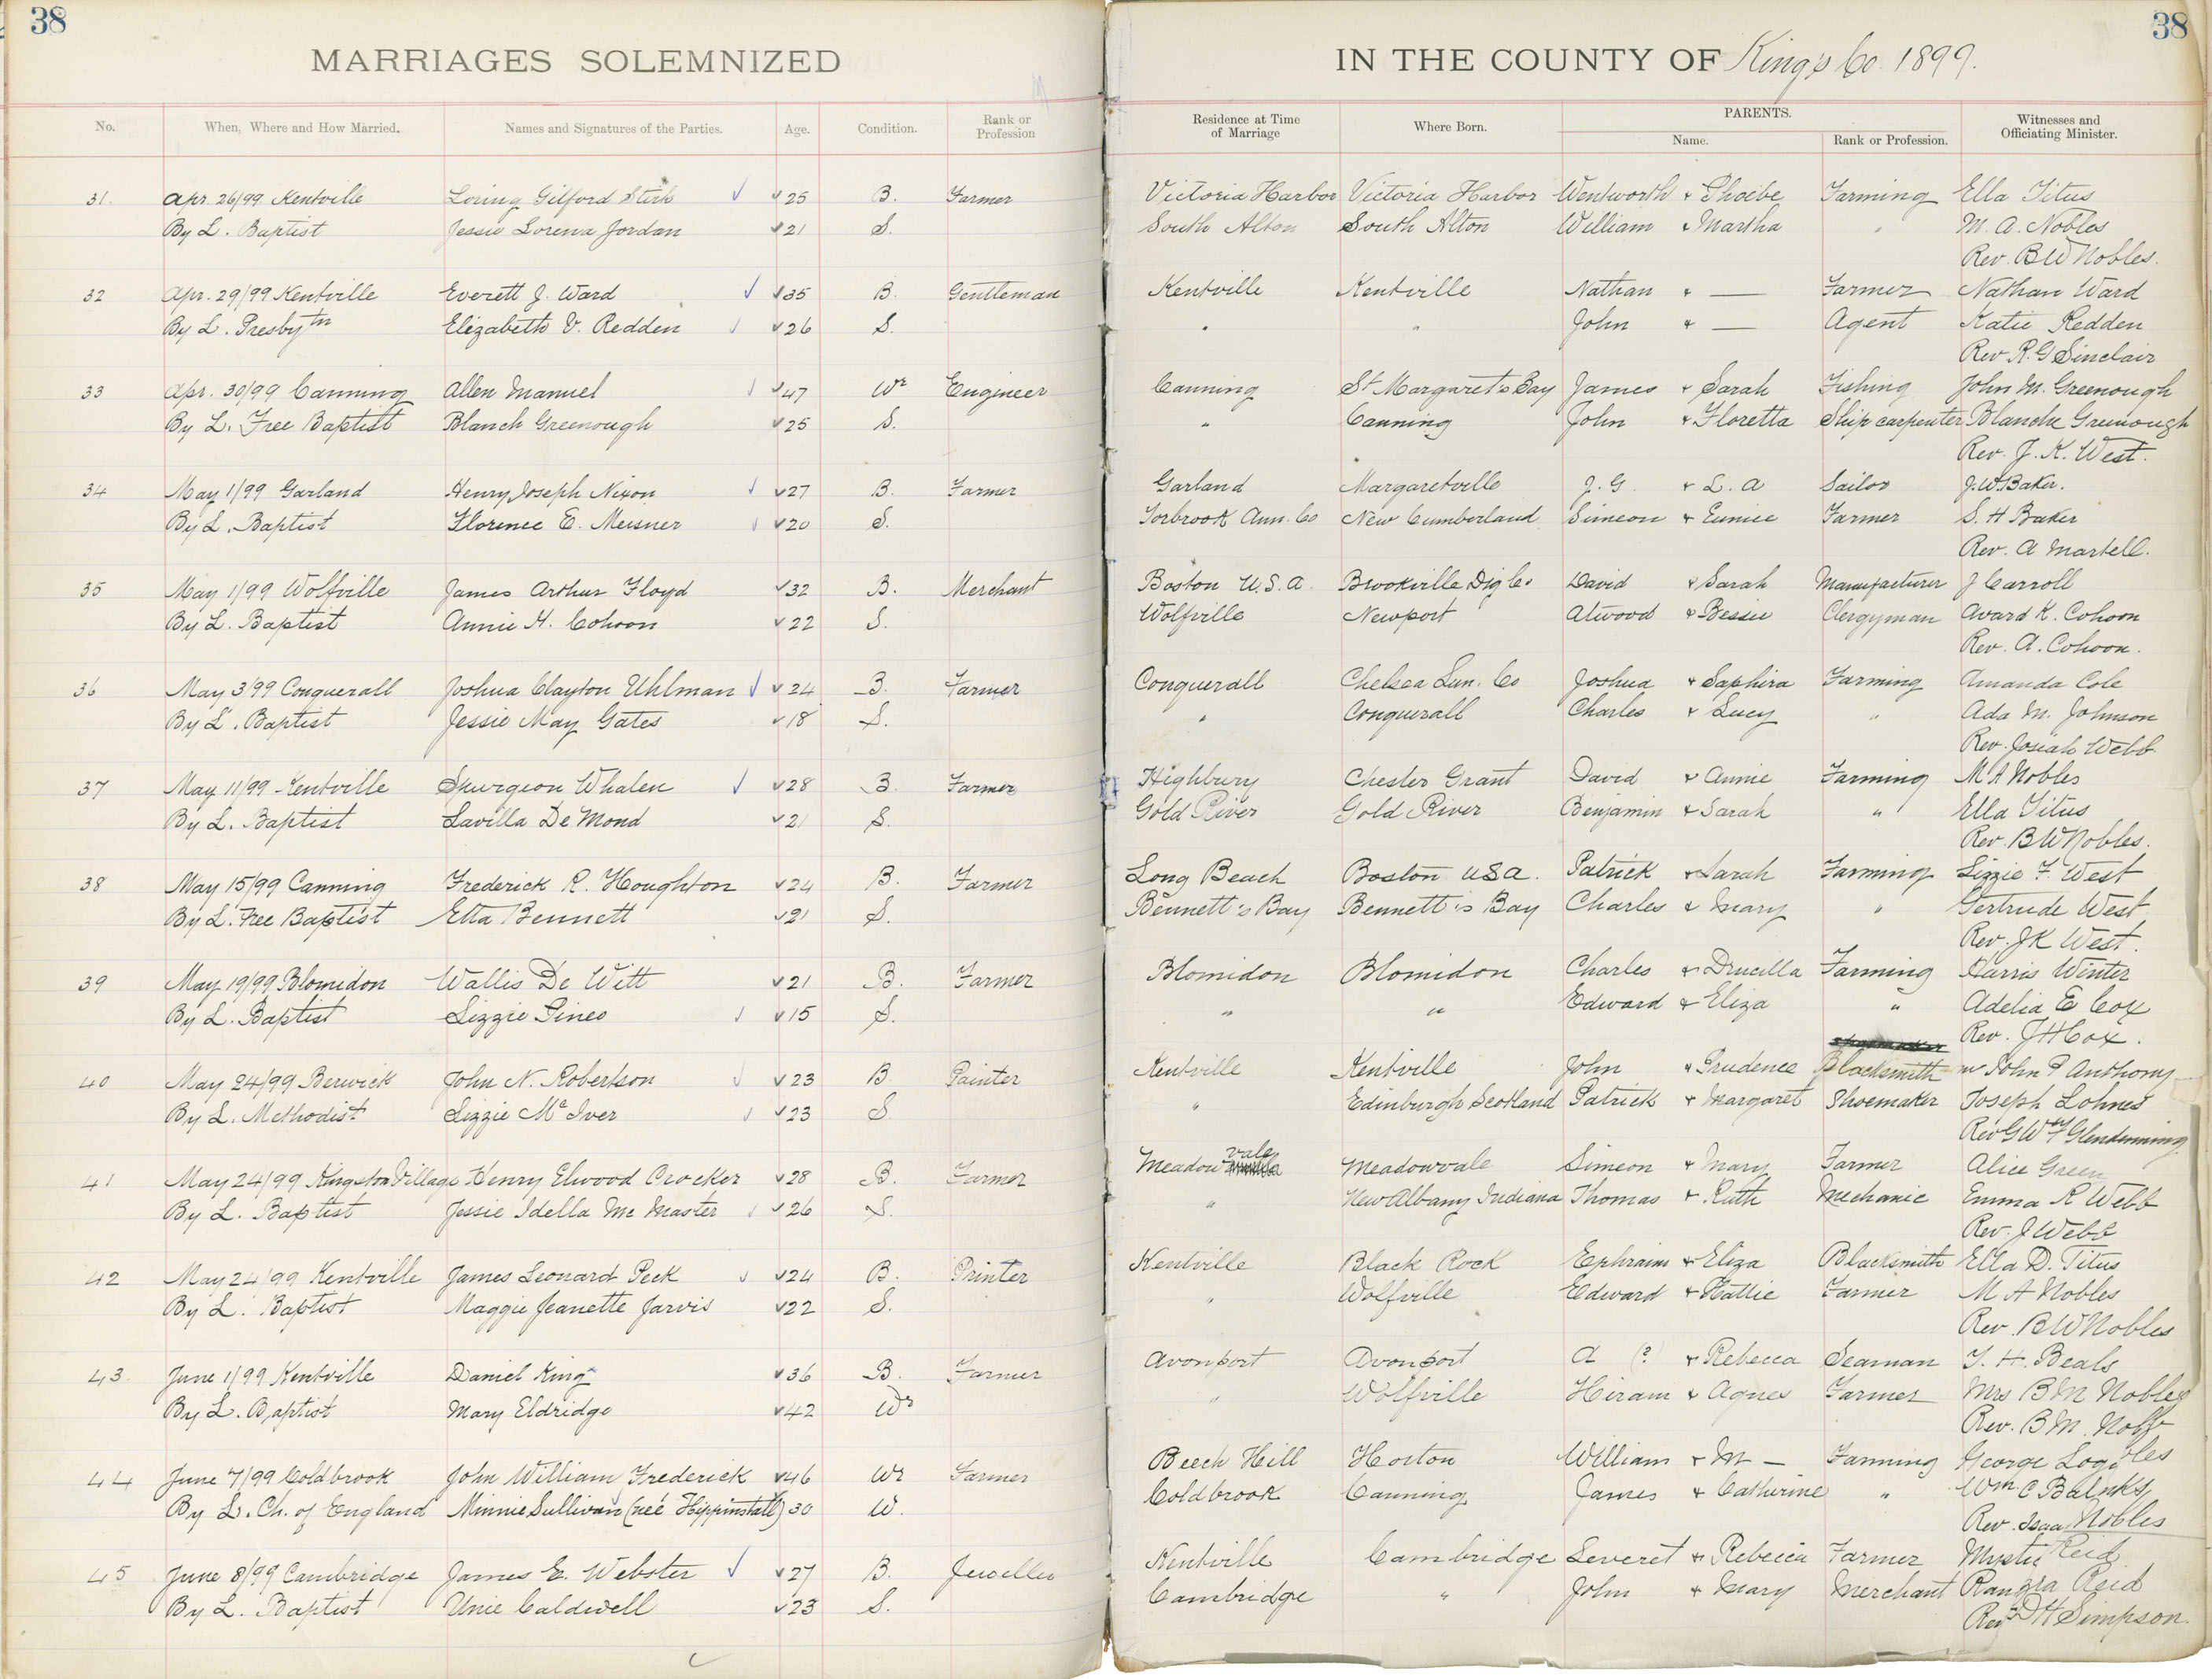 38
38
MARRIAGES SOLEMNIZED IN THE COUNTY OF King's Co. 1899.
No. When, Where and How Married. Names and Signatures of the Parties. Age. Condition. Rank or Profession Residence at Time of Marriage Where Born. PARENTS. Name. Rank or Profession. Witnesses and Officiating Minister.
31. Apr. 26/99 Kentville Loring Gilford ✓ ✓25 B. Farmer Victoria Harbor Victoria Harbor Wentworth & Phoebe Farming Ella Titus
By L. Baptist Jessie Lorena Jordan ✓21 S. South Alton South Alton William & Martha " M. A. Nobles
Rev. B W Nobles.
32 Apr. 29/99 Kentville Everett J. Ward ✓ ✓35 B. Gentleman Kentville Kentville Nathan & — Farmer Nathan Ward
By L. Presbytn Elizabeth V. Redden ✓ ✓26 S. " " John & — Agent Katie Redden
Rev R. G Sinclair
33 Apr. 30/99 Canning Allen Manuel ✓ ✓47 Wr Engineer Canning St Margaret's Bay James & Sarah Fishing John M. Greenough
By L. Free Baptist Blanch Greenough ✓25 S. " Canning John & Floretta Ship carpenter Blanche Greenough
Rev. J. K. West.
34 May 1/99 Garland Henry Joseph Nixon ✓ ✓27 B. Farmer Garland Margaretville J. G. & L. A Sailor J. W. Baker.
By L. Baptist Florence E. Meisner ✓ ✓20 S. Torbrook Ann. Co New Cumberland Simeon & Eunice Farmer S. H Baker
Rev. A Martell.
35 May 1/99 Wolfville James Arthur Floyd ✓32 B. Merchant Boston U.S.A. Brookville Dig Co. David & Sarah Manufacturer J Carroll
By L. Baptist Annie H. Cohoon ✓22 S. Wolfville Newport Atwood & Bessie Clergyman Avard K. Cohoon
Rev. A. Cohoon.
36 May 3/99 Conquerall Joshua Clayton Uhlman ✓ ✓24 B. Farmer Conquerall Chelsea Lun. Co Joshua & Saphira Farming Amanda Cole
By L. Baptist Jessie May Gates ✓18 S. " Conquerall Charles & Lucy " Ada M. Johnson
Rev. Josiah Webb
37 May 11/99 Kentville Spurgeon Whalen ✓ ✓28 B. Farmer Highbury Chester Grant David & Annie Farming M A Nobles
By L. Baptist Lavilla De Mond ✓21 S. Gold River Gold River Benjamin & Sarah " Ella Titus
Rev. B W Nobles.
38 May 15/99 Canning Frederick R. Houghton ✓24 B. Farmer Long Beach Boston U S A. Patrick & Sarah Farming Lizzie F. West
By L. Free Baptist Etta Bennett ✓21 S. Bennett's Bay Bennett's Bay Charles & Mary " Gertrude West
Rev. J K West.
39 May 19/99 Blomidon Wallis De Witt ✓21 B. Farmer Blomidon Blomidon Charles & Drucilla Farming Harris Winter
By L. Baptist Lizzie Pineo ✓ ✓15 S. " " Edward & Eliza " Adelia E Cox
Rev. J H Cox.
40 May 24/99 Berwick John N. Robertson ✓ ✓23 B. Painter Kentville Kentville John & Prudence Blacksmith John P Anthony
By L. Methodist Lizzie Mc Iver ✓ ✓23 S " Edinburgh Scotland Patrick & Margaret Shoemaker Joseph Lohnes
Rev G W F Glendenning
41 May 24/99 Kingston Village Henry Elwood Crocker ✓28 B. Farmer Meadow vale Meadowvale Simeon & Mary Farmer Alice Green
By L. Baptist Jessie Idella Mc Master ✓ ✓26 S. " New Albany Indiana Thomas & Ruth Mechanic Emma R Webb
Rev. J Webb
42 May 24/99 Kentville James Leonard Peck ✓ ✓24 B. Printer Kentville Black Rock Ephraim & Eliza Blacksmith Ella D. Titus
By L. Baptist Maggie Jeanette Jarvis ✓22 S. " Wolfville Edward & Hattie Farmer M A Nobles
Rev. B W Nobles
43. June 1/99 Kentville Daniel King ✓36 B. Farmer Avonport Avonport A (?) & Rebecca Seaman T. H. Beals
By L. Baptist Mary Eldridge ✓42 Wr " Wolfville Hiram & Agnes Farmer Mrs B M Nobles
Rev. B M.
44 June 7/99 Coldbrook John William Frederick ✓46 Wr Farmer Beech Hill Horton William & M — Farming George
By L. Ch. of England Minnie Sullivan (neé Hippinstall) 30 W. Coldbrook Canning James & Catherine " Wm C
Rev.
45 June 8/99 Cambridge James E. Webster ✓ ✓27 B. Jeweller Kentville Cambridge Leveret & Rebecca Farmer Reid
By L. Baptist Unie Caldwell ✓23 S. Cambridge " John & Mary Merchant Reid
Rev D H Simpson